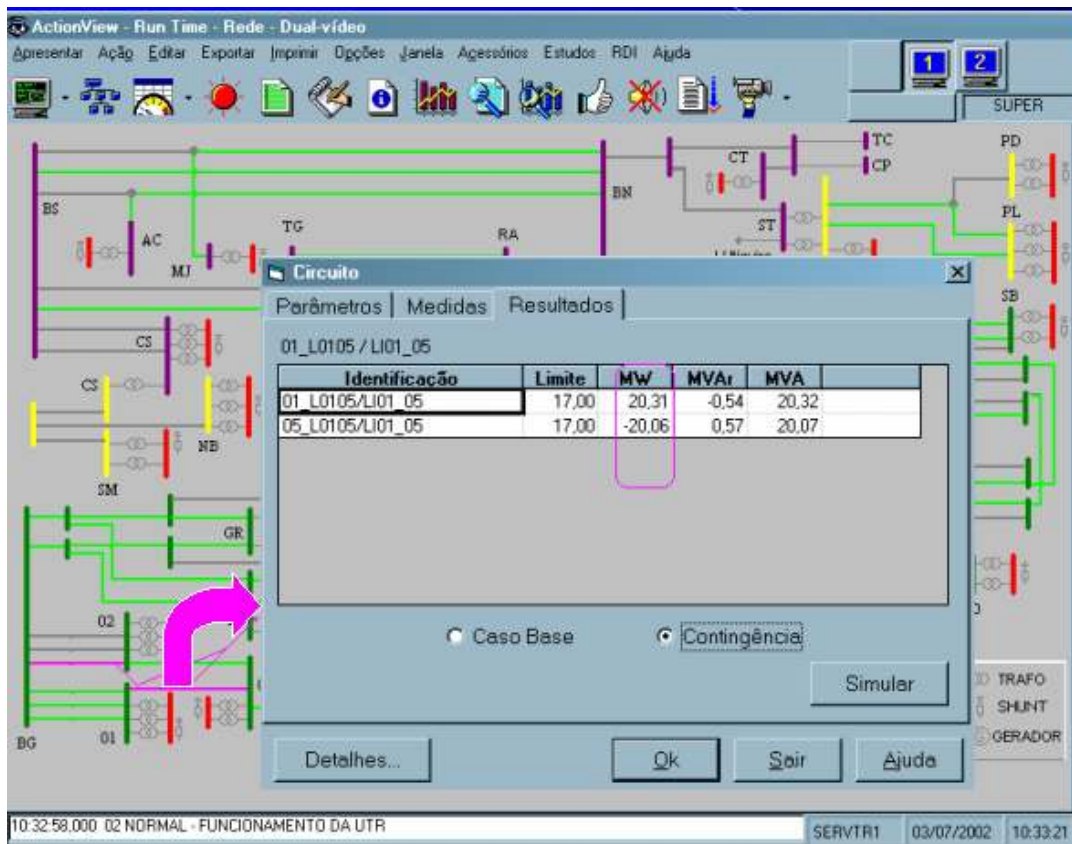 ActionView - Run Time - Rede - Dual-vídeo
Apresentar Ação Editar Exportar Imprimir Opções Janela Acessórios Estudos RDI Ajuda
1 2
SUPER
TC
CP
CT
PD
BN
BS
AC
TG
RA
ST
PL
MJ
SB
CS
CS
NB
SM
GR
02
01
BG
Circuito
Parâmetros Medidas Resultados
01_L0105 / LI01_05
Identificação Limite MW MVAr MVA
01_L0105/LI01_05 17,00 20,31 -0,54 20,32
05_L0105/LI01_05 17,00 -20,06 0,57 20,07
Caso Base Contingência
Simular
Detalhes... Ok Sair Ajuda
TRAFO
SHUNT
GERADOR
10:32:58,000 02 NORMAL - FUNCIONAMENTO DA UTR
SERVTR1 03/07/2002 10:33:21